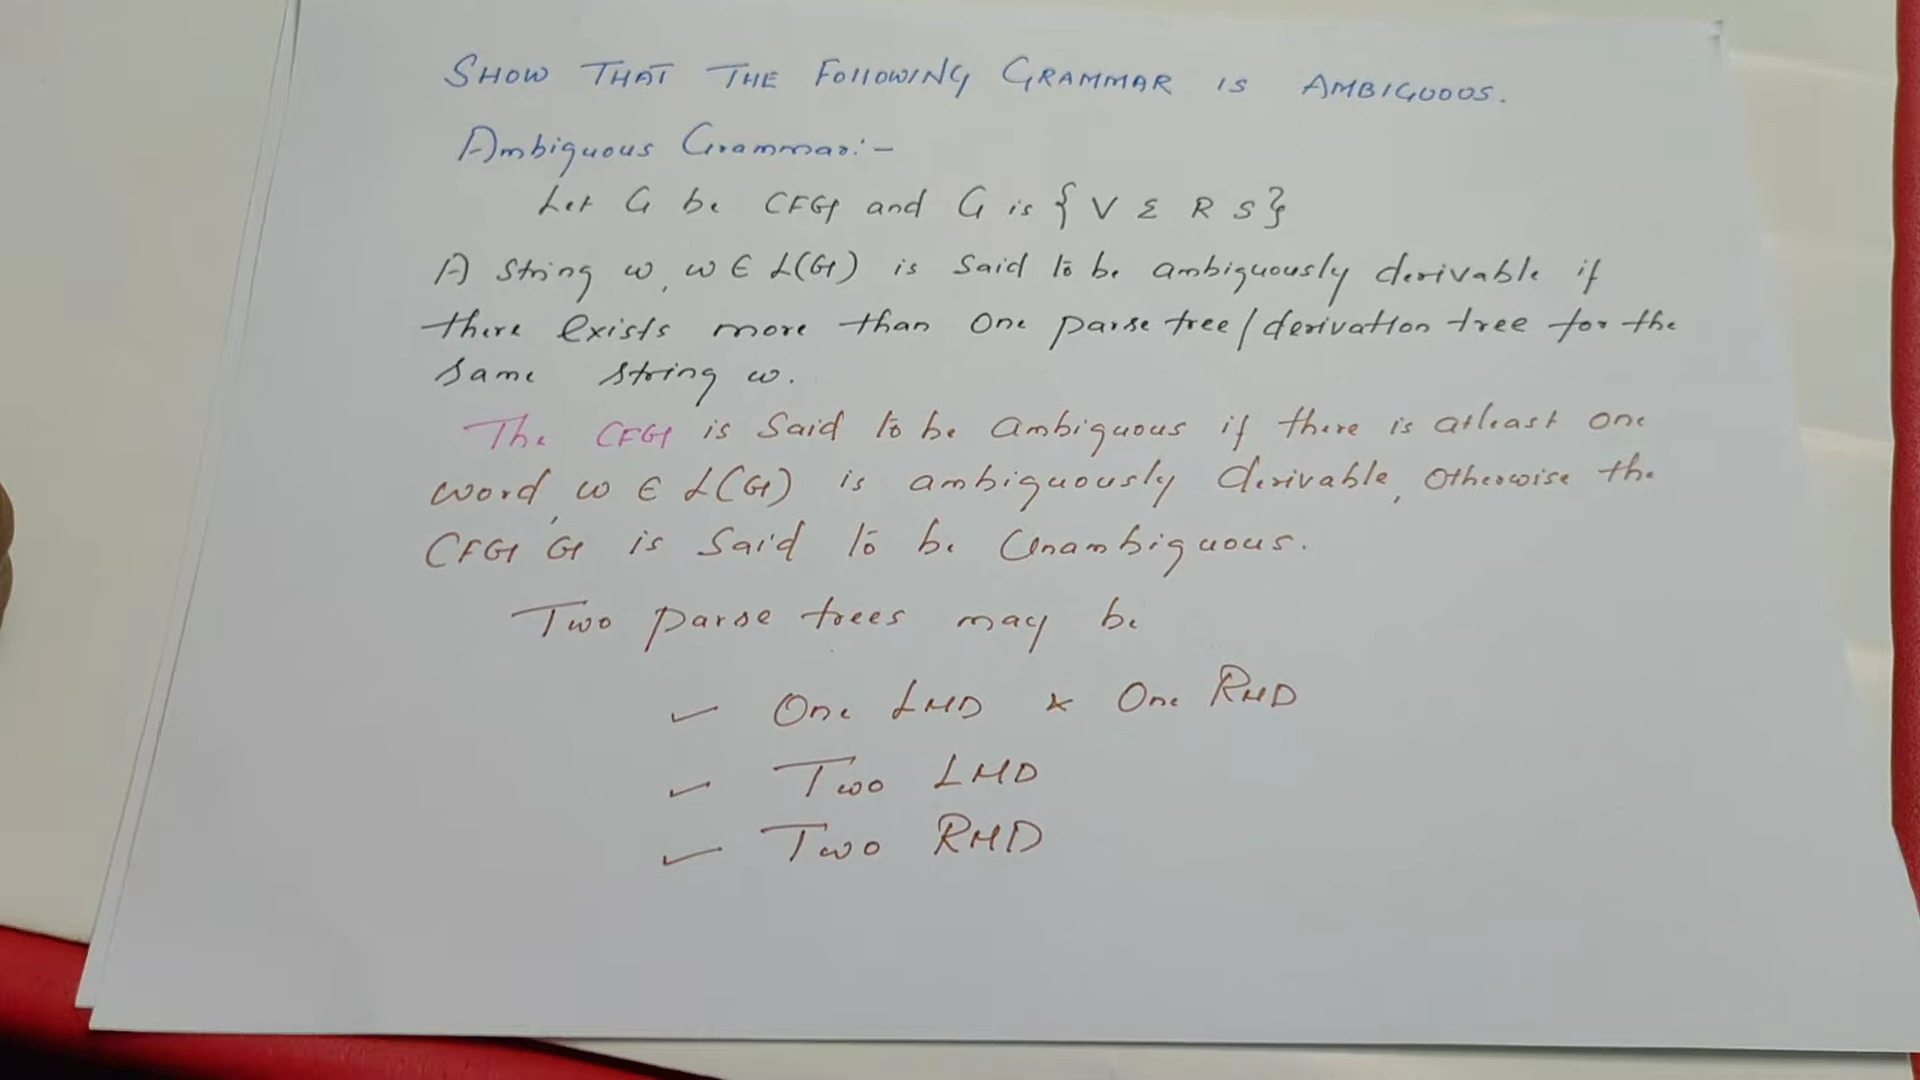 SHOW THAT THE FOLLOWING GRAMMAR IS AMBIGUOUS.
Ambiguous Grammar:-
Let G be CFG and G is { V Σ R S}
A string w, w ∈ L(G) is said to be ambiguously derivable if
there exists more than one parse tree/derivation tree for the
same string w.
The CFG is said to be ambiguous if there is atleast one
word, w ∈ L(G) is ambiguously derivable, otherwise the
CFG G is said to be unambiguous.
Two parse trees may be
✓ One LMD & One RMD
✓ Two LMD
✓ Two RMD